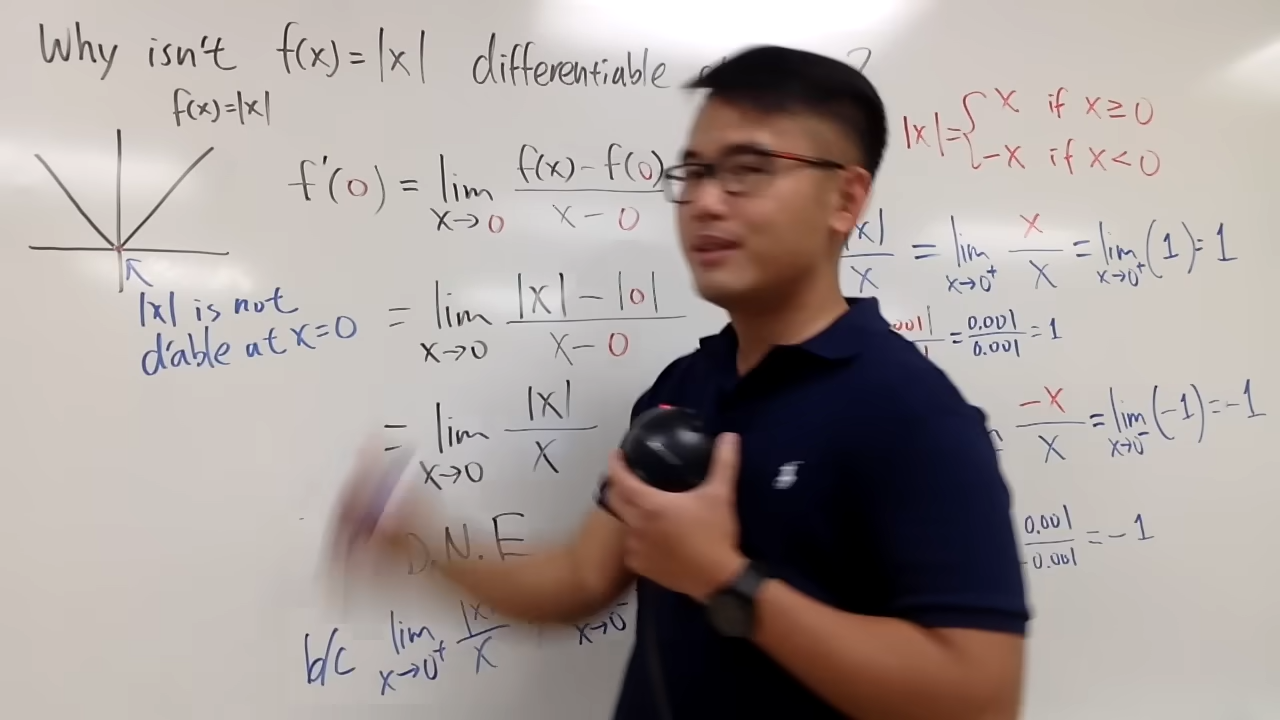 Why isn't f(x) = |x| differentiable ?
f(x)=|x|
|x| is not
d'able at x=0
f'(0) = lim x→0 f(x) - f(0) / x - 0
= lim x→0 |x| - |0| / x - 0
= lim x→0 |x| / x
D.N.E
b/c lim x→0⁺ |x| / x x→0⁻
|x| = { x if x ≥ 0
-x if x < 0
|x| / x = lim x→0⁺ x / x = lim x→0⁺ (1) = 1
= 0.001 / 0.001 = 1
-x / x = lim x→0⁻ (-1) = -1
0.001 / -0.001 = -1